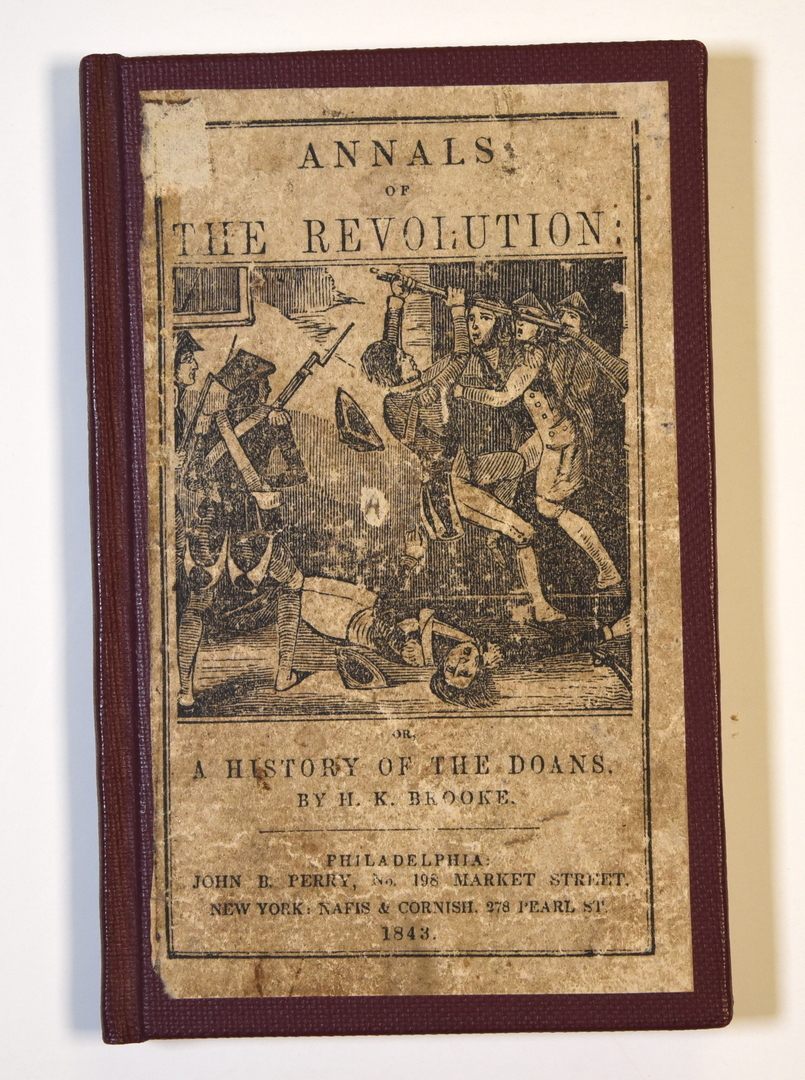 ANNALS
OF
THE REVOLUTION:
OR,
A HISTORY OF THE DOANS.
BY H. K. BROOKE.
PHILADELPHIA:
JOHN B. PERRY, No. 198 MARKET STREET.
NEW YORK: NAFIS & CORNISH, 278 PEARL ST.
1843.